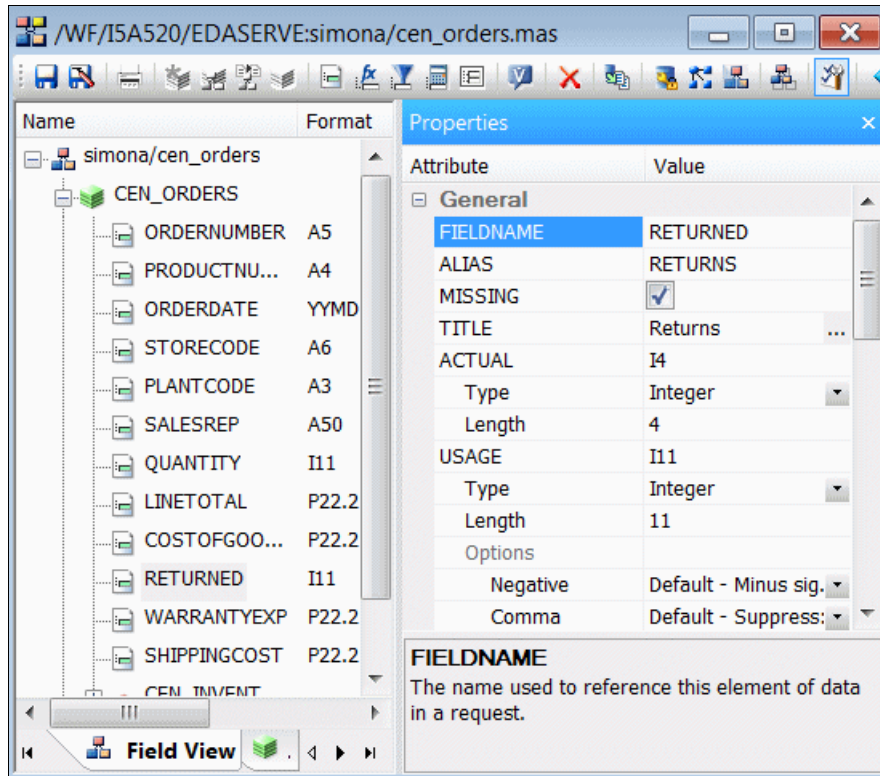 /WF/I5A520/EDASERVE:simona/cen_orders.mas
Name Format
simona/cen_orders
CEN_ORDERS
ORDERNUMBER A5
PRODUCTNU... A4
ORDERDATE YYMD
STORECODE A6
PLANTCODE A3
SALESREP A50
QUANTITY I11
LINETOTAL P22.2
COSTOFGOO... P22.2
RETURNED I11
WARRANTYEXP P22.2
SHIPPINGCOST P22.2
CEN_INVENT
Field View .
Properties
Attribute Value
General
FIELDNAME RETURNED
ALIAS RETURNS
MISSING
TITLE Returns ...
ACTUAL I4
Type Integer
Length 4
USAGE I11
Type Integer
Length 11
Options
Negative Default - Minus sig.
Comma Default - Suppress:
FIELDNAME
The name used to reference this element of data
in a request.